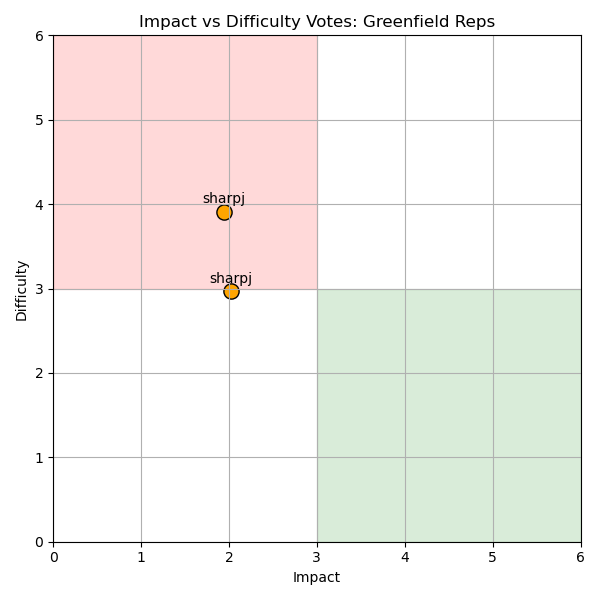 Impact vs Difficulty Votes: Greenfield Reps
6
5
4
3
2
1
0
Difficulty
sharpj
sharpj
0 1 2 3 4 5 6
Impact